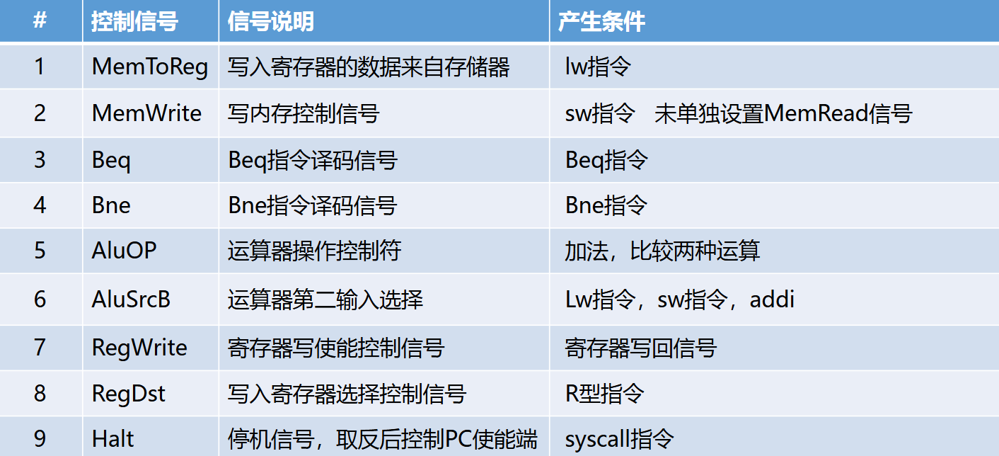 # 控制信号 信号说明 产生条件
1 MemToReg 写入寄存器的数据来自存储器 lw指令
2 MemWrite 写内存控制信号 sw指令 未单独设置MemRead信号
3 Beq Beq指令译码信号 Beq指令
4 Bne Bne指令译码信号 Bne指令
5 AluOP 运算器操作控制符 加法，比较两种运算
6 AluSrcB 运算器第二输入选择 Lw指令，sw指令，addi
7 RegWrite 寄存器写使能控制信号 寄存器写回信号
8 RegDst 写入寄存器选择控制信号 R型指令
9 Halt 停机信号，取反后控制PC使能端 syscall指令